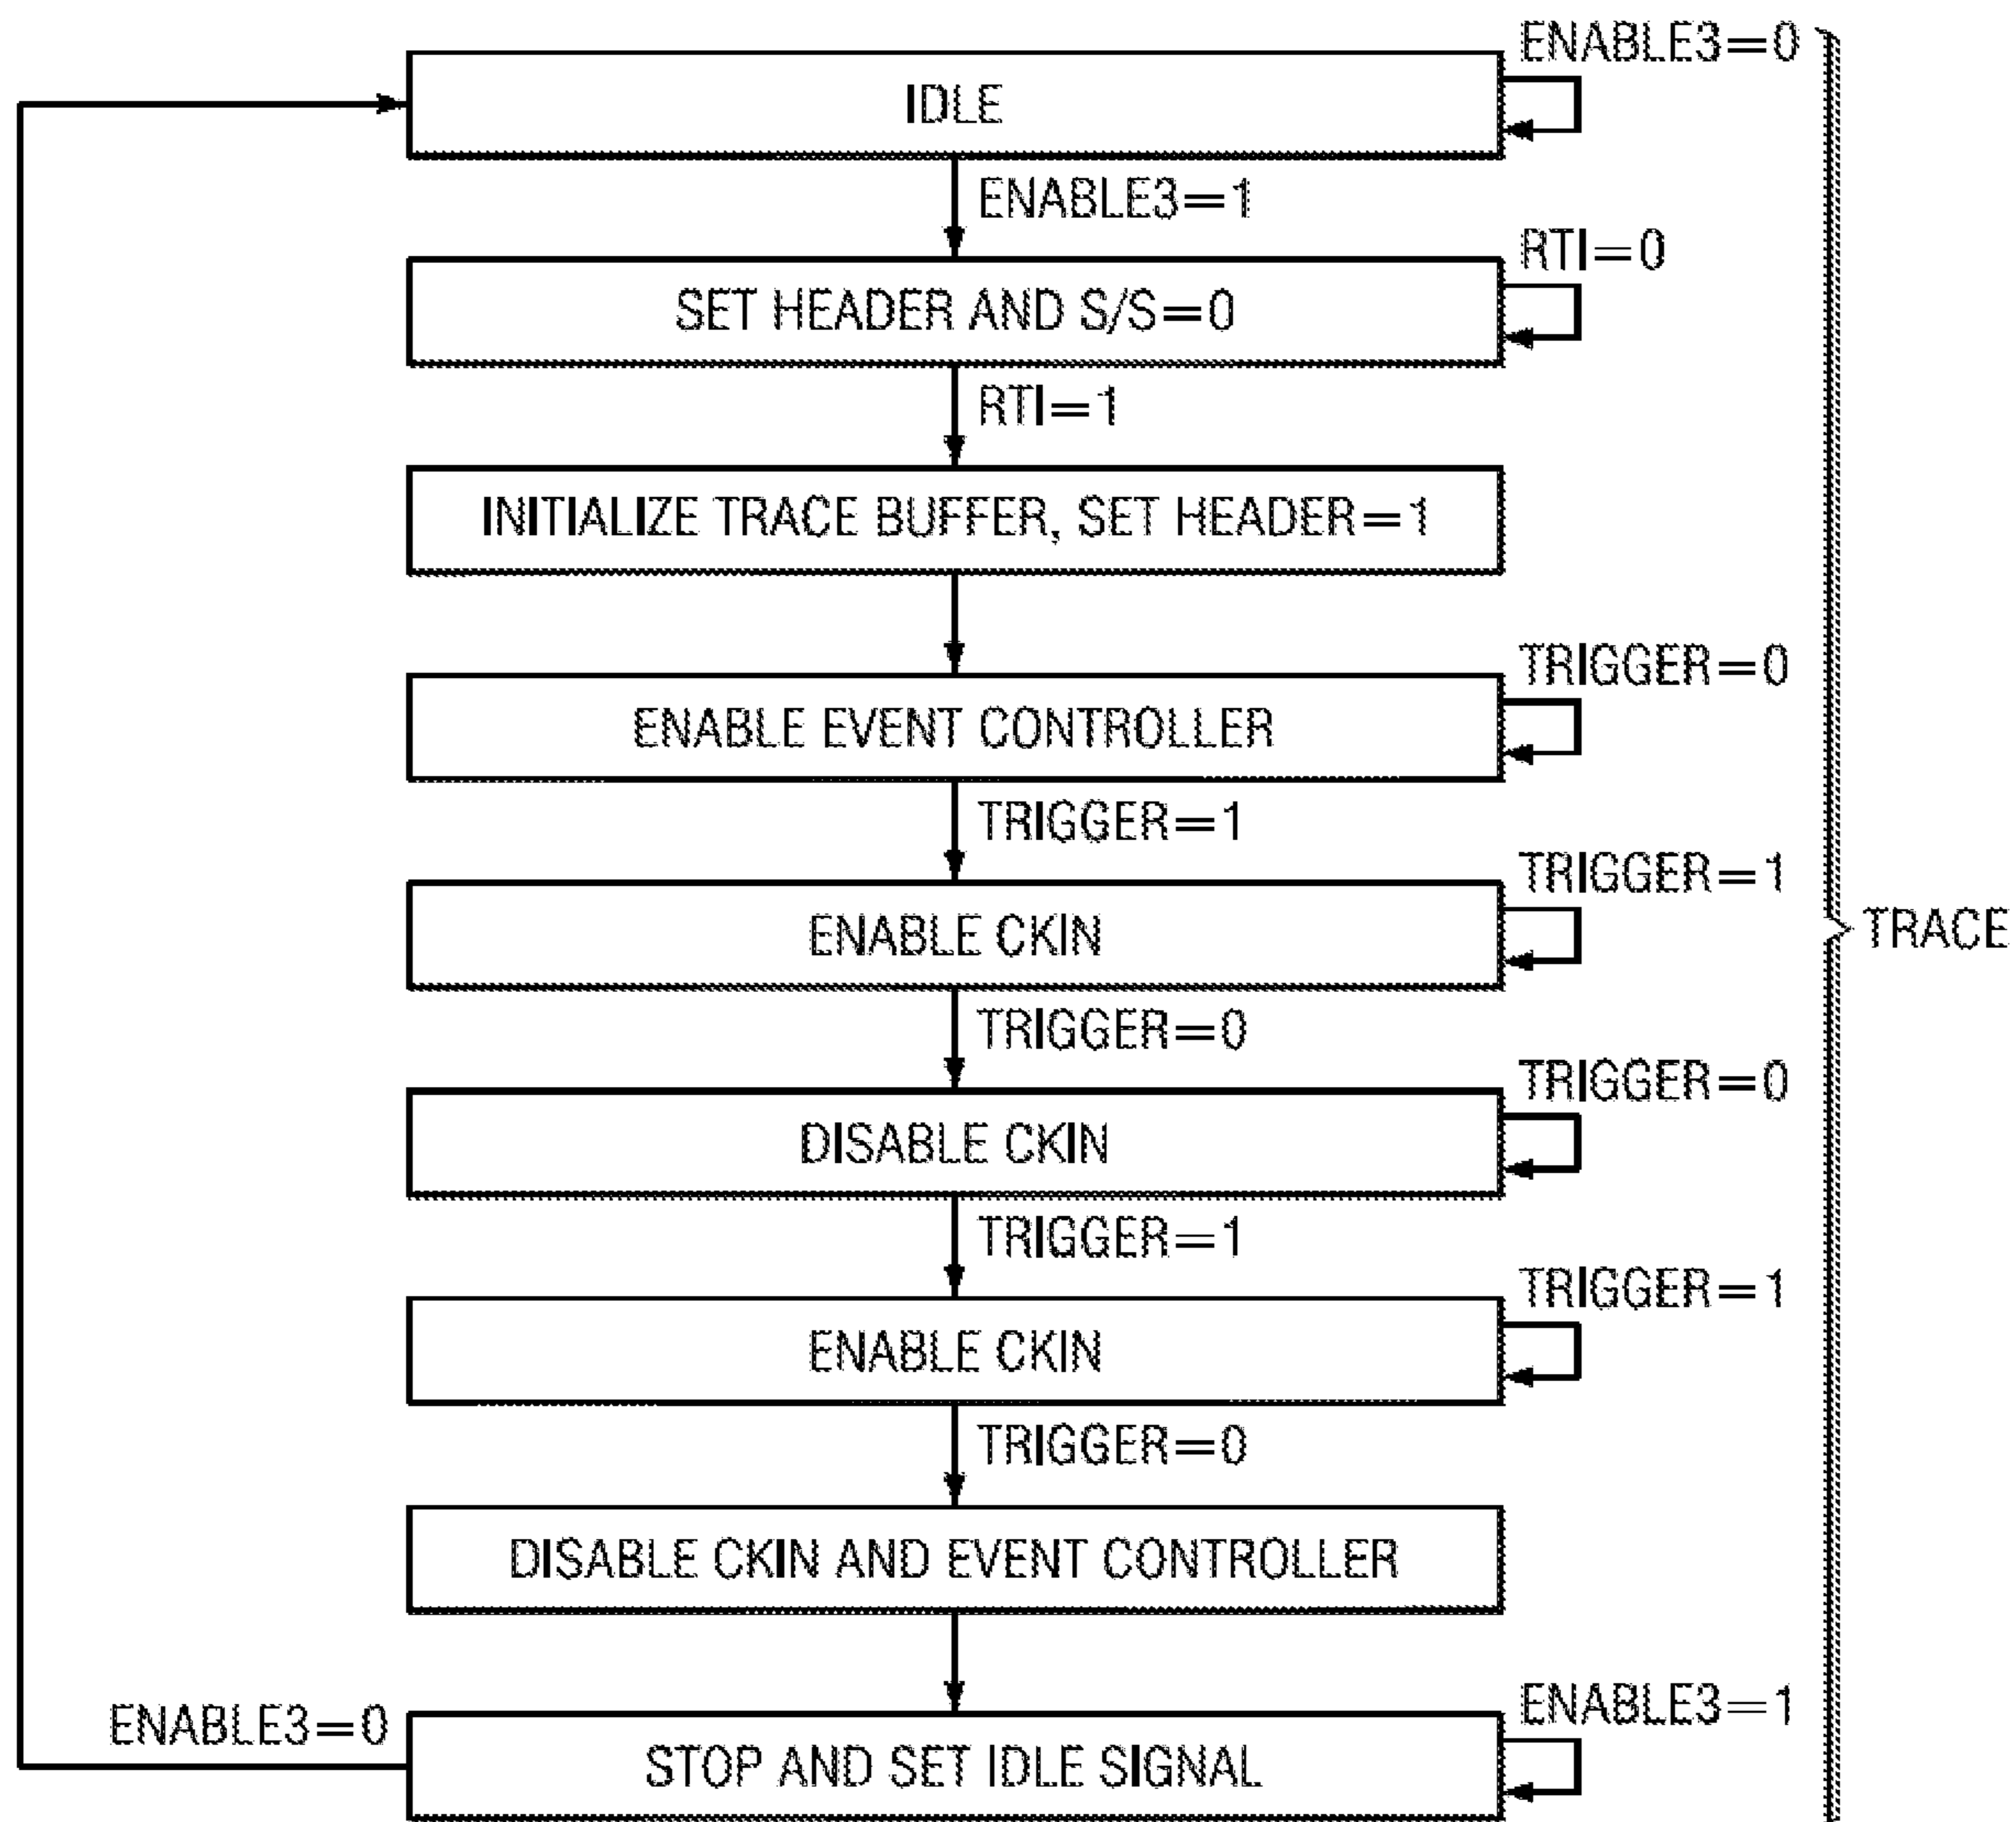 ENABLE3=0
IDLE
ENABLE3=1
RTI=0
SET HEADER AND S/S=0
RTI=1
INITIALIZE TRACE BUFFER, SET HEADER=1
TRIGGER=0
ENABLE EVENT CONTROLLER
TRIGGER=1
TRIGGER=1
ENABLE CKIN
TRACE
TRIGGER=0
TRIGGER=0
DISABLE CKIN
TRIGGER=1
TRIGGER=1
ENABLE CKIN
TRIGGER=0
DISABLE CKIN AND EVENT CONTROLLER
ENABLE3=0
ENABLE3=1
STOP AND SET IDLE SIGNAL